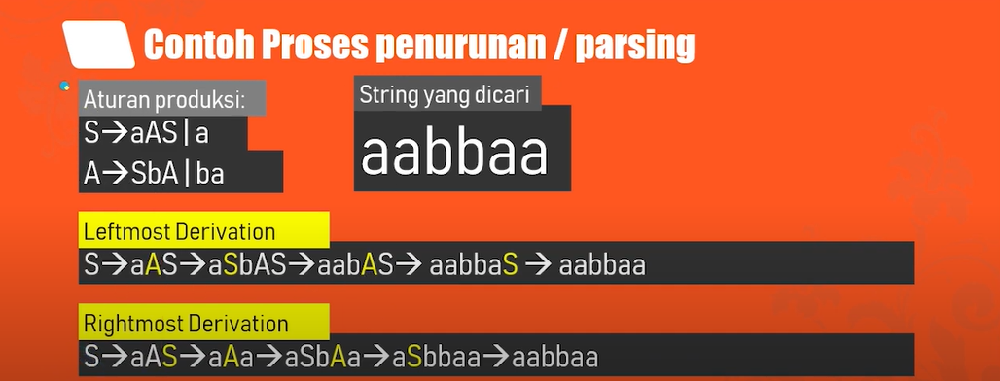 Contoh Proses penurunan / parsing
Aturan produksi:
S→aAS|a
A→SbA|ba
String yang dicari
aabbaa
Leftmost Derivation
S→aAS→aSbAS→aabAS→ aabbaS → aabbaa
Rightmost Derivation
S→aAS→aAa→aSbAa→aSbbaa→aabbaa